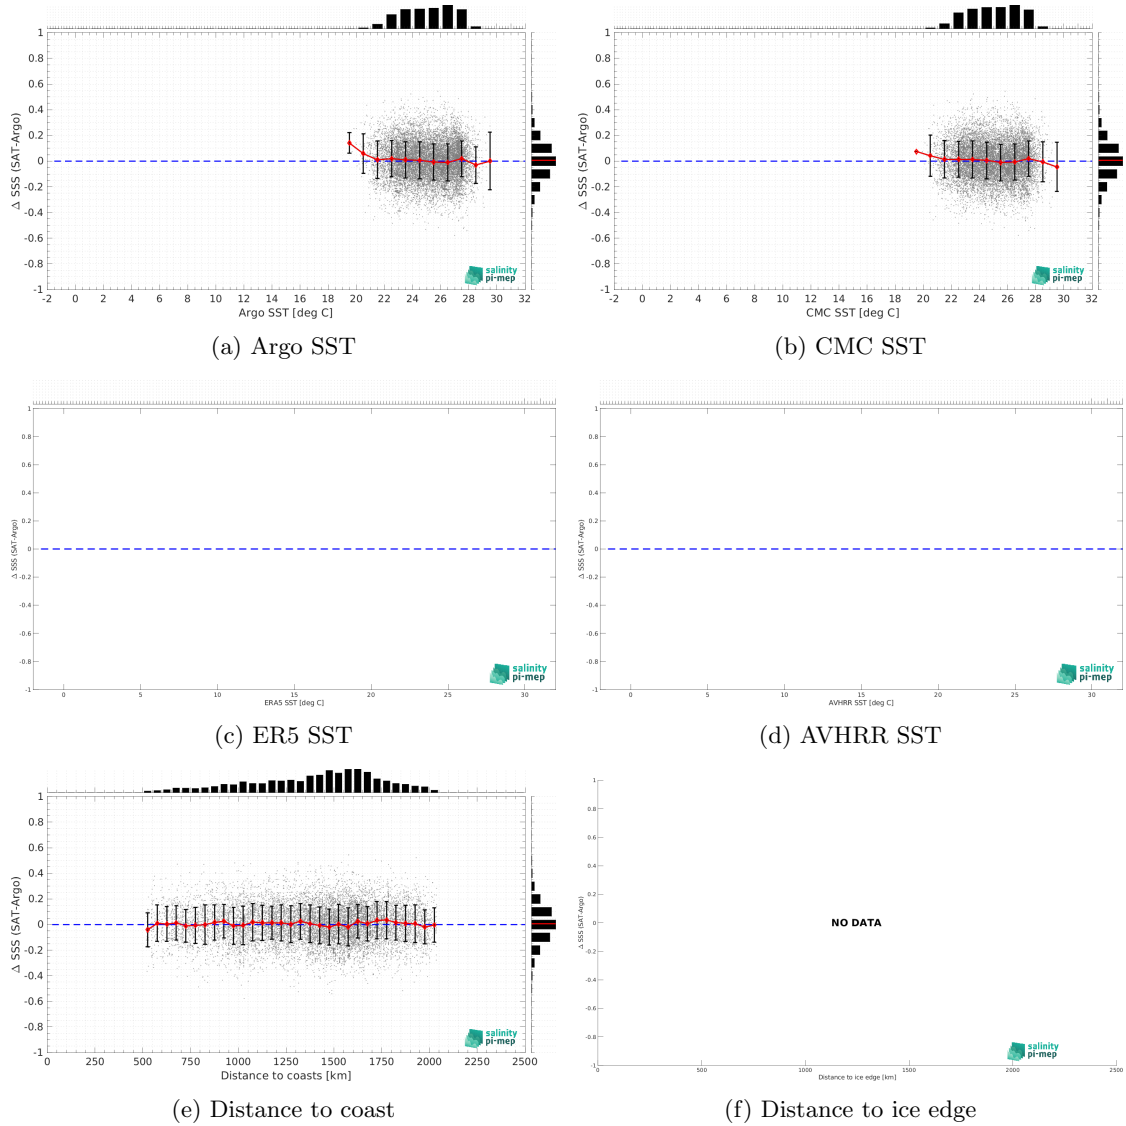 1
0.8
0.6
0.4
0.2
0
-0.2
-0.4
-0.6
-0.8
-1
Δ SSS (SAT-Argo)
salinity
pi-mep
-2 0 2 4 6 8 10 12 14 16 18 20 22 24 26 28 30 32
Argo SST [deg C]
(a) Argo SST
1
0.8
0.6
0.4
0.2
0
-0.2
-0.4
-0.6
-0.8
-1
Δ SSS (SAT-Argo)
salinity
pi-mep
-2 0 2 4 6 8 10 12 14 16 18 20 22 24 26 28 30 32
CMC SST [deg C]
(b) CMC SST
1
0.8
0.6
0.4
0.2
0
-0.2
-0.4
-0.6
-0.8
-1
Δ SSS (SAT-Argo)
salinity
pi-mep
0 5 10 15 20 25 30
ERA5 SST [deg C]
(c) ER5 SST
1
0.8
0.6
0.4
0.2
0
-0.2
-0.4
-0.6
-0.8
-1
Δ SSS (SAT-Argo)
salinity
pi-mep
0 5 10 15 20 25 30
AVHRR SST [deg C]
(d) AVHRR SST
1
0.8
0.6
0.4
0.2
0
-0.2
-0.4
-0.6
-0.8
-1
Δ SSS (SAT-Argo)
salinity
pi-mep
0 250 500 750 1000 1250 1500 1750 2000 2250 2500
Distance to coasts [km]
(e) Distance to coast
1
0.8
0.6
0.4
0.2
0
-0.2
-0.4
-0.6
-0.8
-1
Δ SSS (SAT-Argo)
NO DATA
salinity
pi-mep
0 500 1000 1500 2000 2500
Distance to ice edge [km]
(f) Distance to ice edge